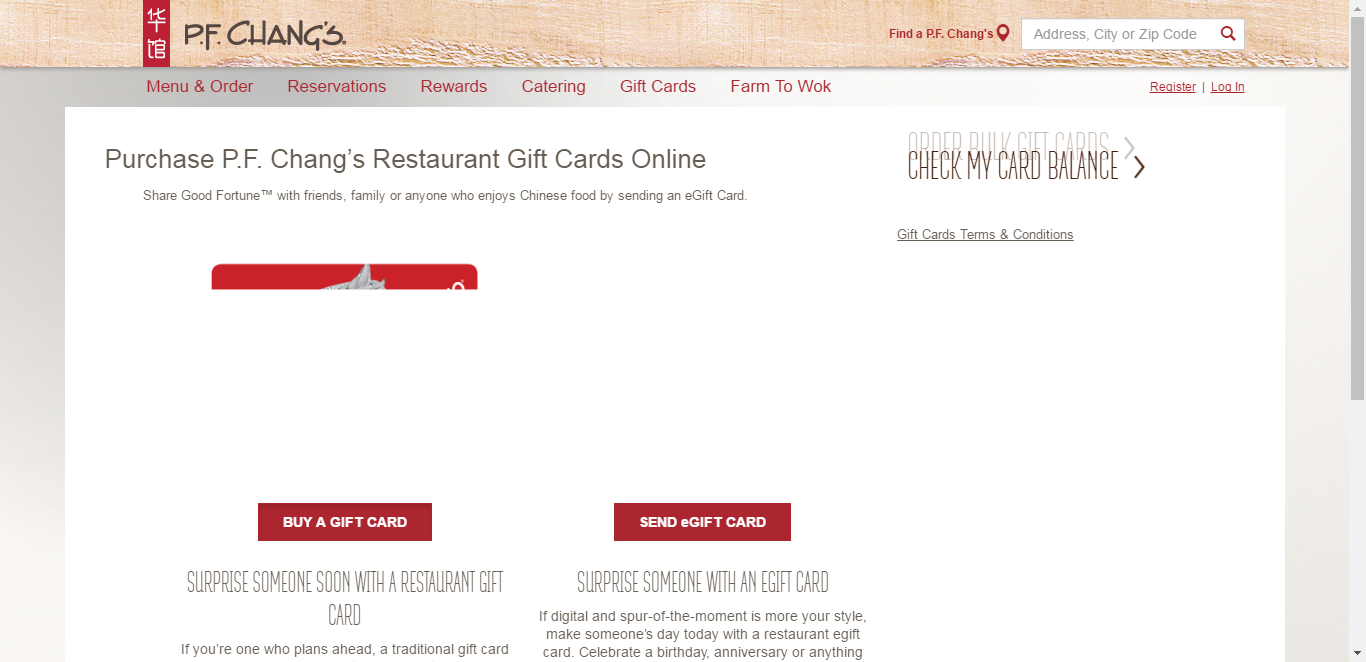 华
馆
P.F. CHANG'S
Find a P.F. Chang's
Address, City or Zip Code
Menu & Order
Reservations
Rewards
Catering
Gift Cards
Farm To Wok
Register | Log In
Purchase P.F. Chang’s Restaurant Gift Cards Online
Share Good Fortune™ with friends, family or anyone who enjoys Chinese food by sending an eGift Card.
ORDER BULK GIFT CARDS
CHECK MY CARD BALANCE
Gift Cards Terms & Conditions
BUY A GIFT CARD
SURPRISE SOMEONE SOON WITH A RESTAURANT GIFT
CARD
If you’re one who plans ahead, a traditional gift card
SEND eGIFT CARD
SURPRISE SOMEONE WITH AN EGIFT CARD
If digital and spur-of-the-moment is more your style,
make someone’s day today with a restaurant egift
card. Celebrate a birthday, anniversary or anything